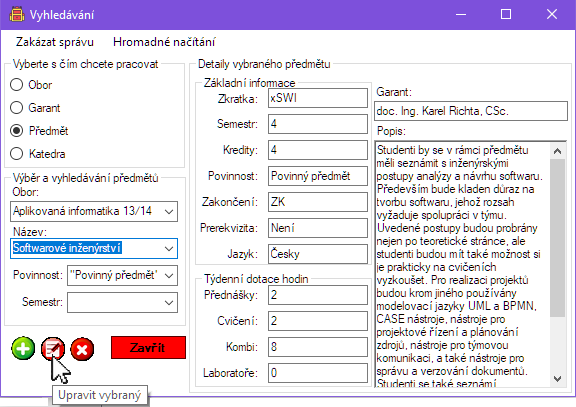 Vyhledávání
Zakázat správu Hromadné načítání
Vyberte s čím chcete pracovat
Obor
Garant
Předmět
Katedra
Výběr a vyhledávání předmětů
Obor:
Aplikovaná informatika 13/14
Název:
Softwarové inženýrství
Povinnost: "Povinný předmět"
Semestr:
Zavřít
Upravit vybraný
Detaily vybraného předmětu
Základní informace
Zkratka: xSWI
Semestr: 4
Kredity: 4
Povinnost: Povinný předmět
Zakončení: ZK
Prerekvizita: Není
Jazyk: Česky
Týdenní dotace hodin
Přednášky: 2
Cvičení: 2
Kombi: 8
Laboratoře: 0
Garant:
doc. Ing. Karel Richta, CSc.
Popis:
Studenti by se v rámci předmětu
měli seznámit s inženýrskými
postupy analýzy a návrhu softwaru.
Především bude kladen důraz na
tvorbu softwaru, jehož rozsah
vyžaduje spolupráci v týmu.
Uvedené postupy budou probrány
nejen po teoretické stránce, ale
studenti budou mít také možnost si
je prakticky na cvičeních
vyzkoušet. Pro realizaci projektů
budou krom jiného používány
modelovací jazyky UML a BPMN,
CASE nástroje, nástroje pro
projektové řízení a plánování
zdrojů, nástroje pro týmovou
komunikaci, a také nástroje pro
správu a verzování dokumentů.
Studenti se také seznámí